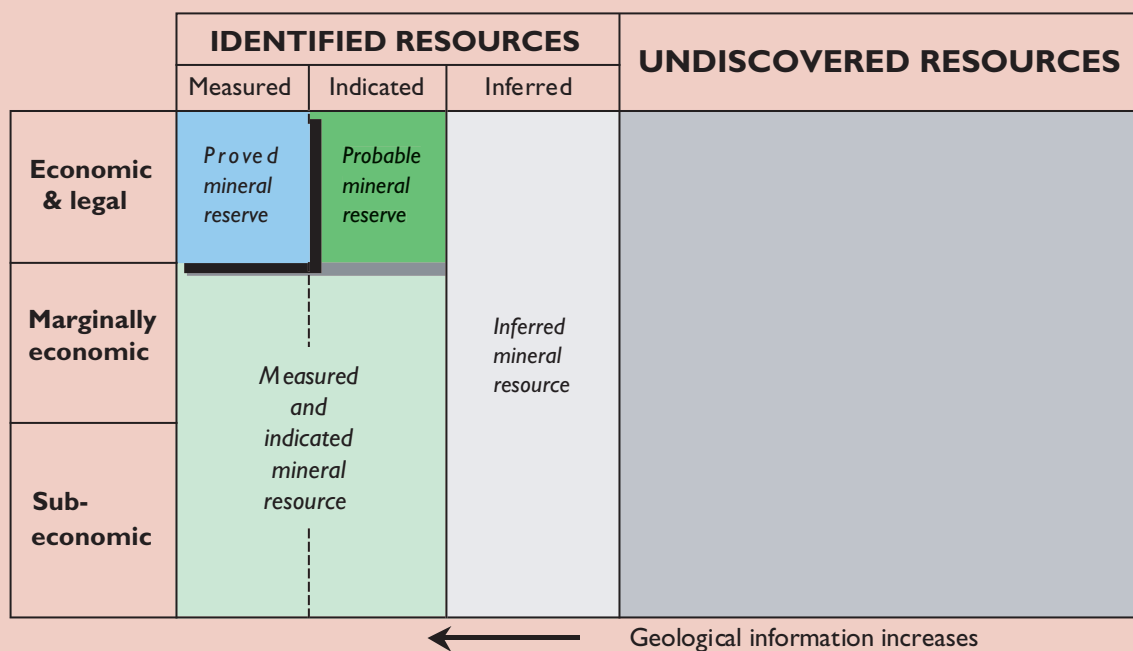 IDENTIFIED RESOURCES
UNDISCOVERED RESOURCES
Measured
Indicated
Inferred
Economic
& legal
Proved
mineral
reserve
Probable
mineral
reserve
Marginally
economic
Inferred
mineral
resource
Measured
and
indicated
mineral
resource
Sub-
economic
Geological information increases